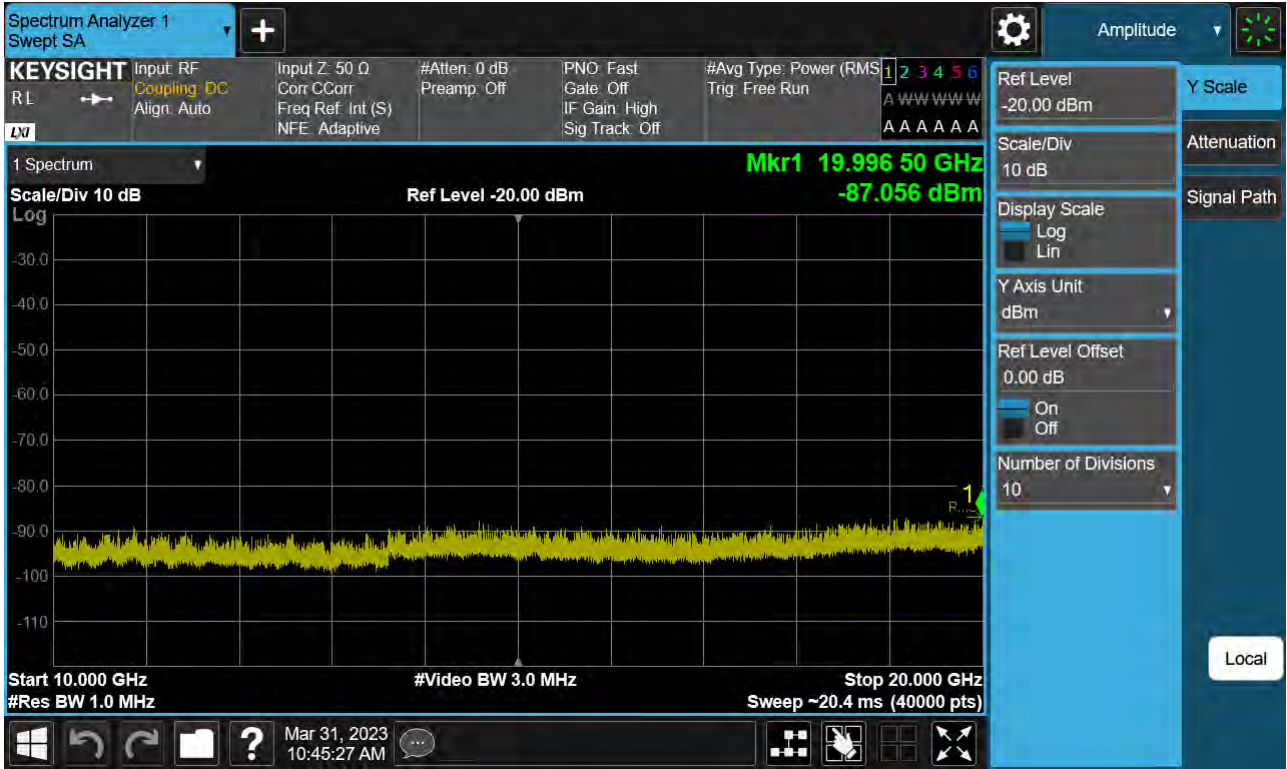 Spectrum Analyzer 1
Swept SA
Amplitude
KEYSIGHT
R L
LXI
Input: RF
Coupling: DC
Align: Auto
Input Z: 50 Ω
Corr CCorr
Freq Ref: Int (S)
NFE: Adaptive
#Atten: 0 dB
Preamp: Off
PNO: Fast
Gate: Off
IF Gain: High
Sig Track: Off
#Avg Type: Power (RMS
Trig: Free Run
1 2 3 4 5 6
A W W W W W
A A A A A A
1 Spectrum
Mkr1 19.996 50 GHz
Scale/Div 10 dB
Ref Level -20.00 dBm
-87.056 dBm
Log
-30.0
-40.0
-50.0
-60.0
-70.0
-80.0
-90.0
-100
-110
1
R...
Start 10.000 GHz
#Video BW 3.0 MHz
Stop 20.000 GHz
#Res BW 1.0 MHz
Sweep ~20.4 ms (40000 pts)
Ref Level
-20.00 dBm
Scale/Div
10 dB
Display Scale
Log
Lin
Y Axis Unit
dBm
Ref Level Offset
0.00 dB
On
Off
Number of Divisions
10
Y Scale
Attenuation
Signal Path
Local
?
Mar 31, 2023
10:45:27 AM